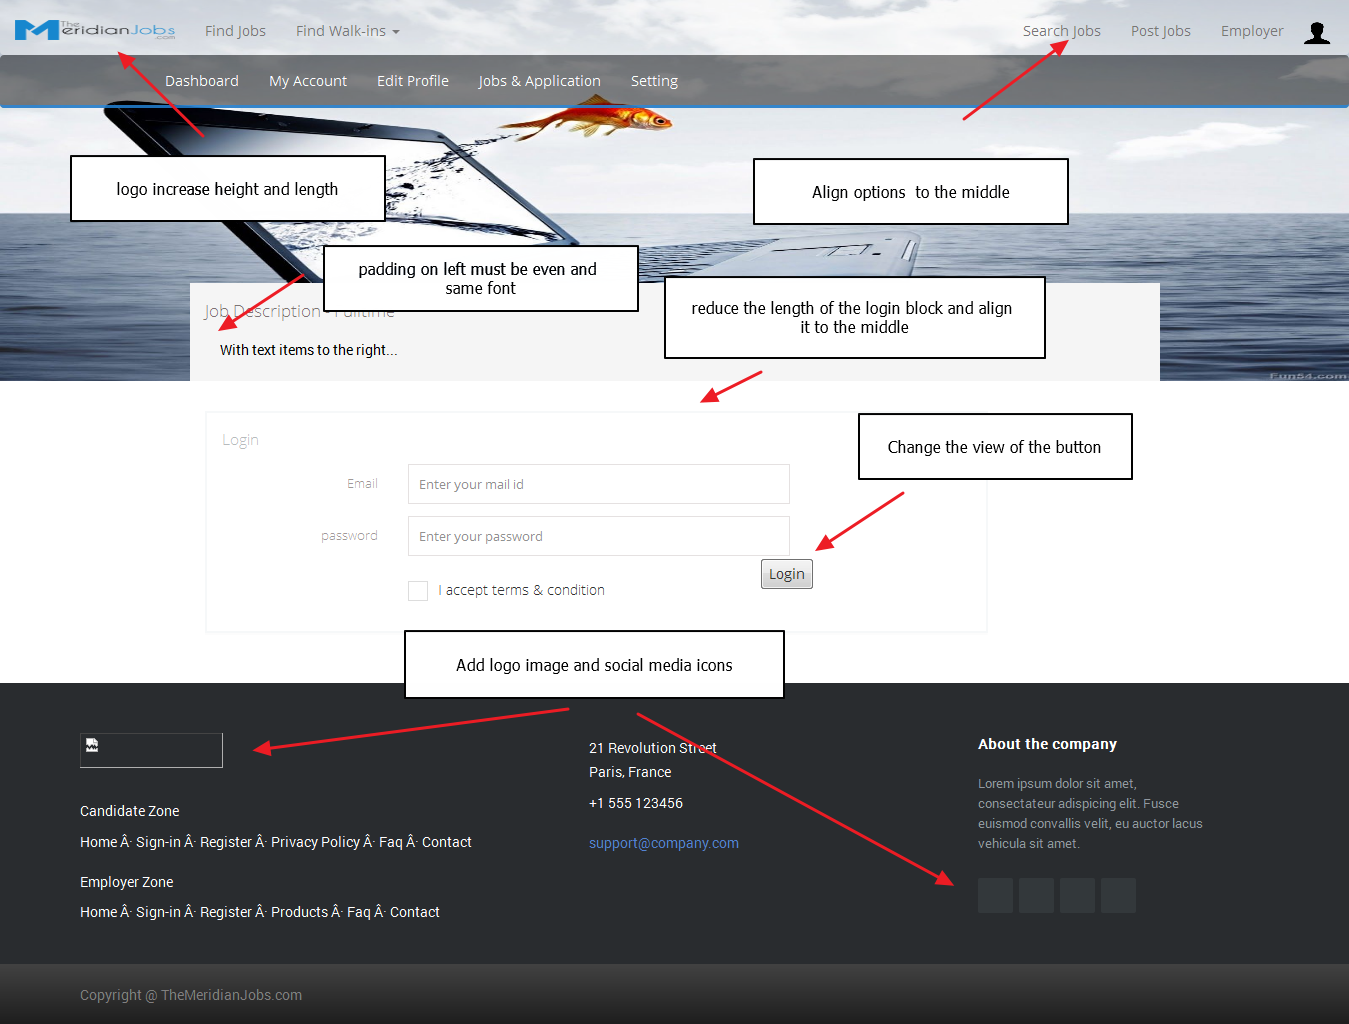 The
MeridianJobs
.com
Find Jobs
Find Walk-ins
Search Jobs
Post Jobs
Employer
Dashboard
My Account
Edit Profile
Jobs & Application
Setting
logo increase height and length
Align options  to the middle
padding on left must be even and
same font
reduce the length of the login block and align
it to the middle
Job Description - Fulltime
With text items to the right...
Fun54.com
Login
Change the view of the button
Email
Enter your mail id
password
Enter your password
Login
I accept terms & condition
Add logo image and social media icons
21 Revolution Street
Paris, France
+1 555 123456
support@company.com
About the company
Lorem ipsum dolor sit amet,
consectateur adispicing elit. Fusce
euismod convallis velit, eu auctor lacus
vehicula sit amet.
Candidate Zone
Home Â· Sign-in Â· Register Â· Privacy Policy Â· Faq Â· Contact
Employer Zone
Home Â· Sign-in Â· Register Â· Products Â· Faq Â· Contact
Copyright @ TheMeridianJobs.com